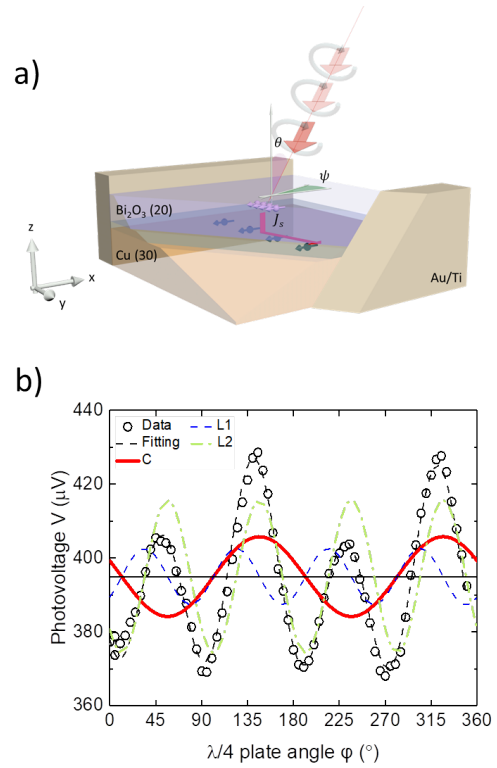 a)
θ
ψ
Bi₂O₃ (20)
Jₛ
Cu (30)
Au/Ti
z
x
y
b)
440
420
400
380
360
Photovoltage V (μV)
Data
L1
Fitting
L2
C
0
45
90
135
180
225
270
315
360
λ/4 plate angle φ (°)